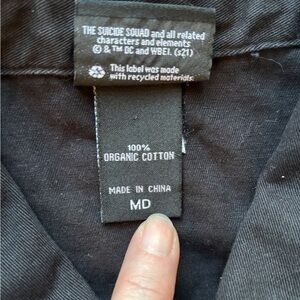 THE SUICIDE SQUAD and all related
characters and elements
© & ™ DC and WBEI. (s21)
This label was made
with recycled materials.
100%
ORGANIC COTTON
MADE IN CHINA
MD